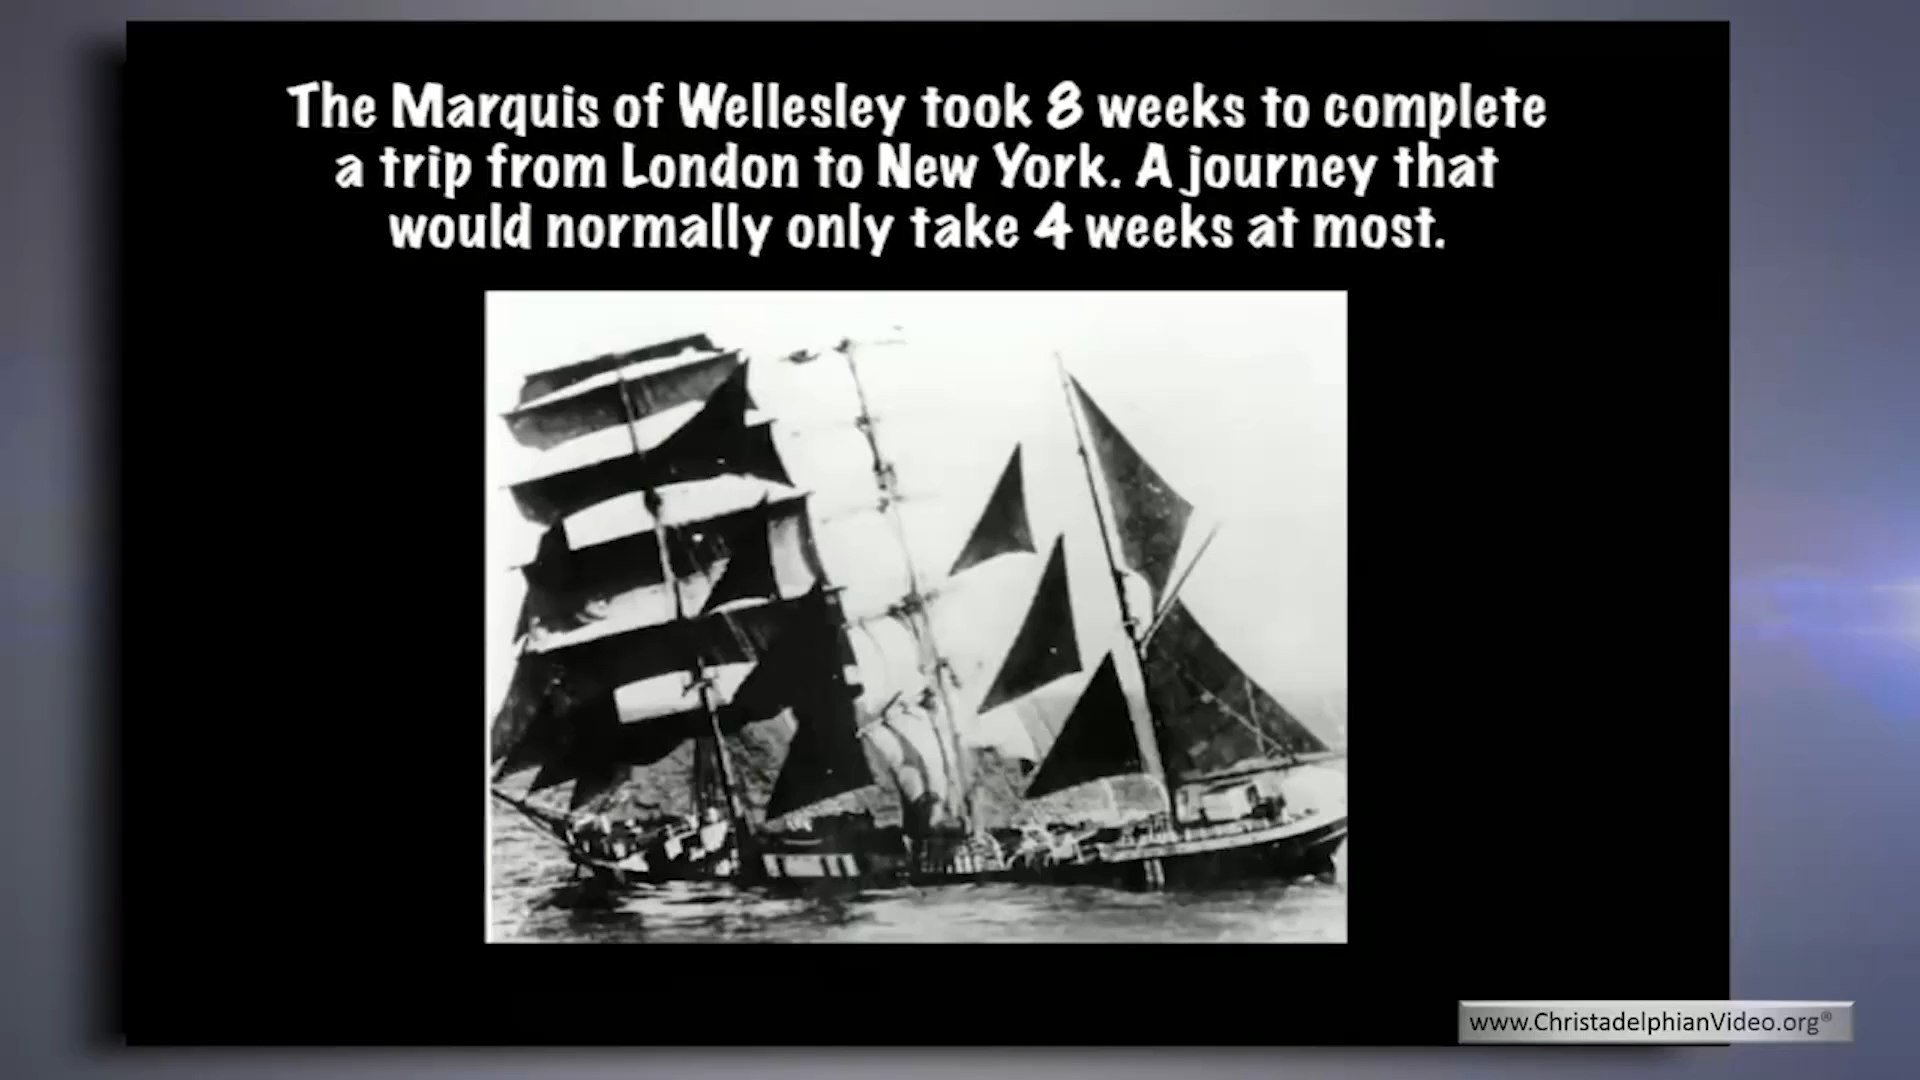 The Marquis of Wellesley took 8 weeks to complete
a trip from London to New York. A journey that
would normally only take 4 weeks at most.
www.ChristadelphianVideo.org®